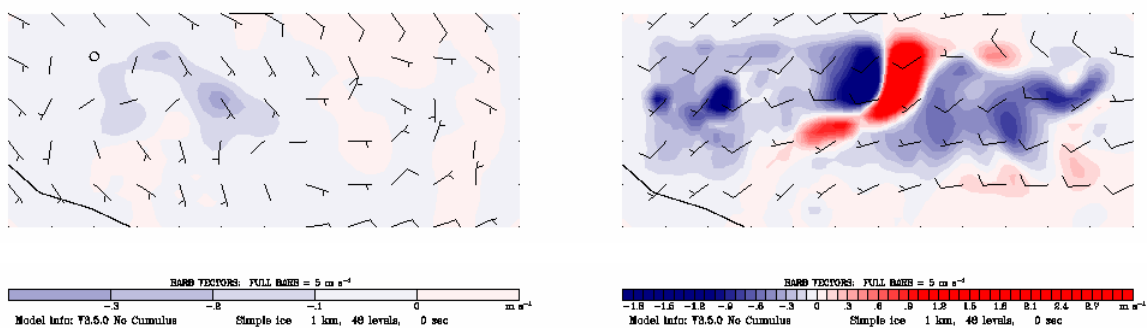 BARB VECTORS: FULL BARB = 5 m s⁻¹
-.3 -.2 -.1 0 m s⁻¹
Model Info: V3.5.0 No Cumulus Simple ice 1 km, 48 levels, 0 sec
BARB VECTORS: FULL BARB = 5 m s⁻¹
-1.8 -1.5 -1.2 -.9 -.6 -.3 0 .3 .6 .9 1.2 1.5 1.8 2.1 2.4 2.7 m s⁻¹
Model Info: V3.5.0 No Cumulus Simple ice 1 km, 48 levels, 0 sec